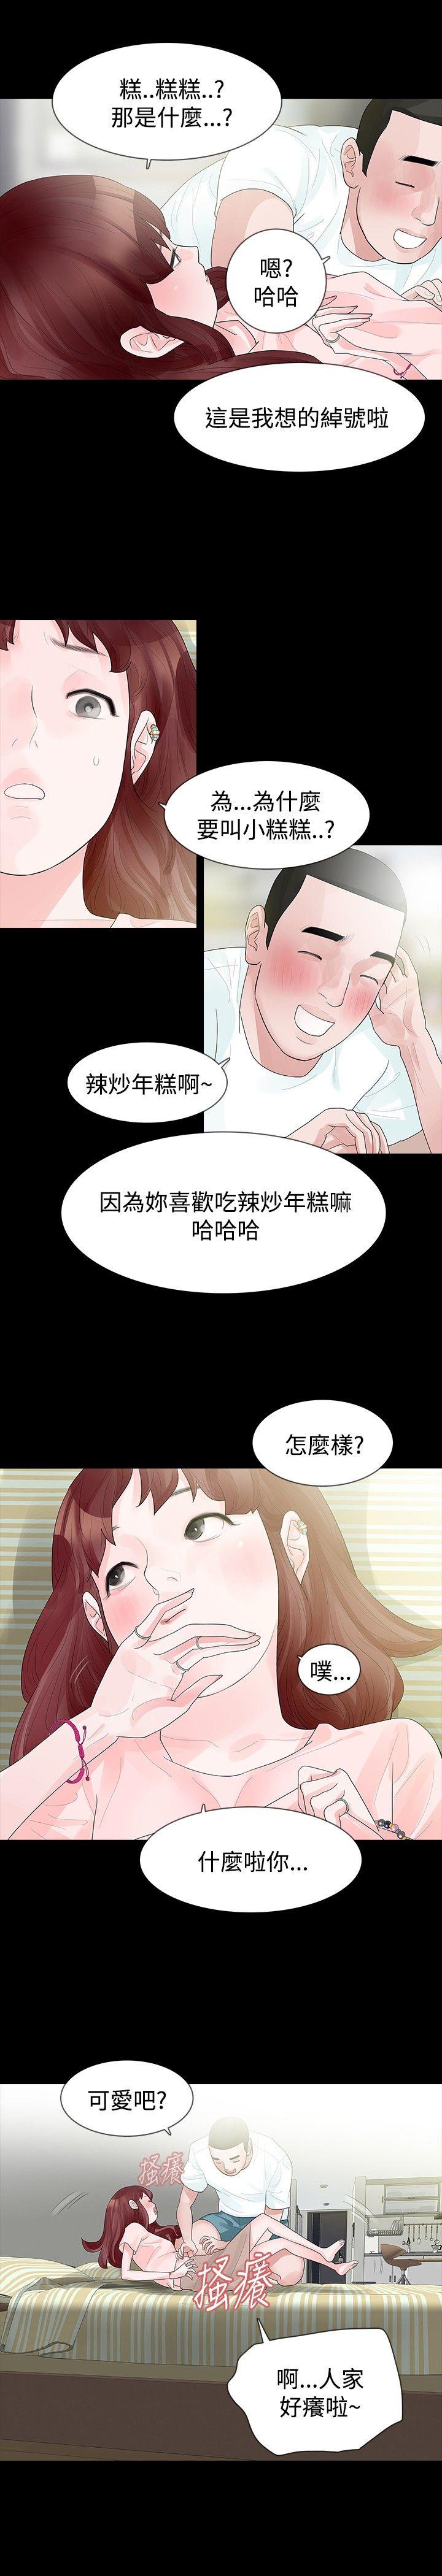 糕..糕糕..?
那是什麼...?
嗯?
哈哈
這是我想的綽號啦
為...為什麼
要叫小糕糕..?
辣炒年糕啊~
因為妳喜歡吃辣炒年糕嘛
哈哈哈
怎麼樣?
噗...
什麼啦你...
可愛吧?
搔癢
搔癢
啊...人家
好癢啦~